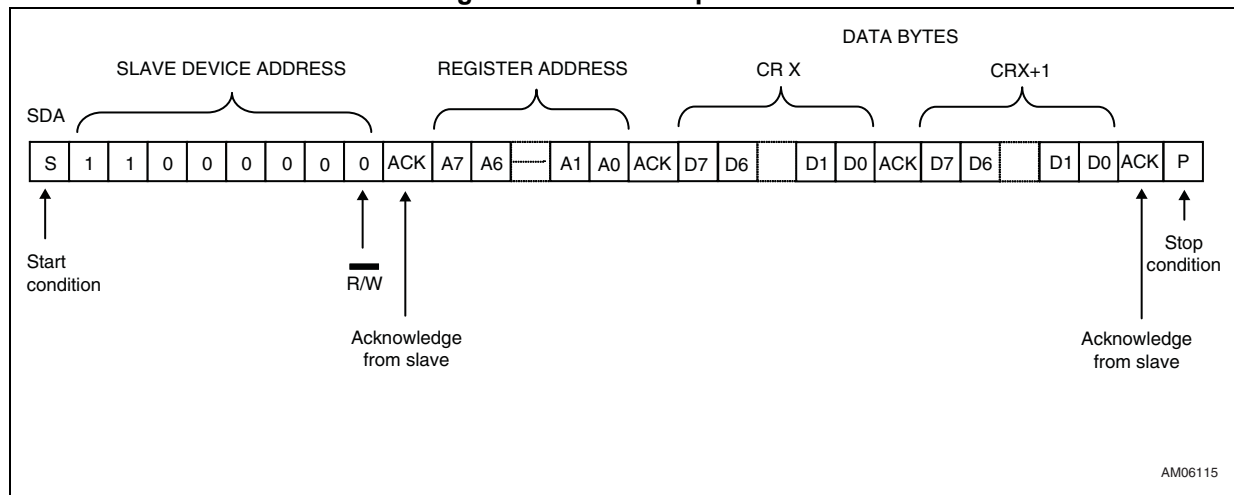 DATA BYTES
SLAVE DEVICE ADDRESS REGISTER ADDRESS CR X CRX+1
SDA
S 1 1 0 0 0 0 0 0 ACK A7 A6 A1 A0 ACK D7 D6 D1 D0 ACK D7 D6 D1 D0 ACK P
Start
condition
R/W
Acknowledge
from slave
Acknowledge
from slave
Stop
condition
AM06115